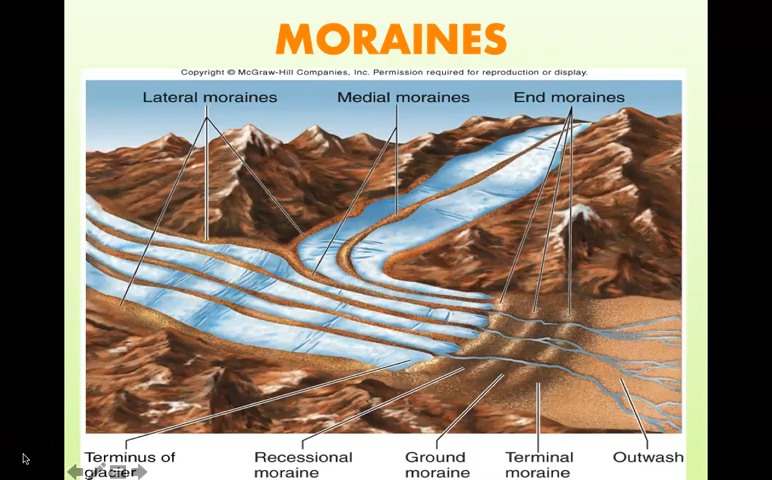 MORAINES
Copyright © McGraw-Hill Companies, Inc. Permission required for reproduction or display.
Lateral moraines Medial moraines End moraines
Terminus of glacier
Recessional moraine
Ground moraine
Terminal moraine
Outwash